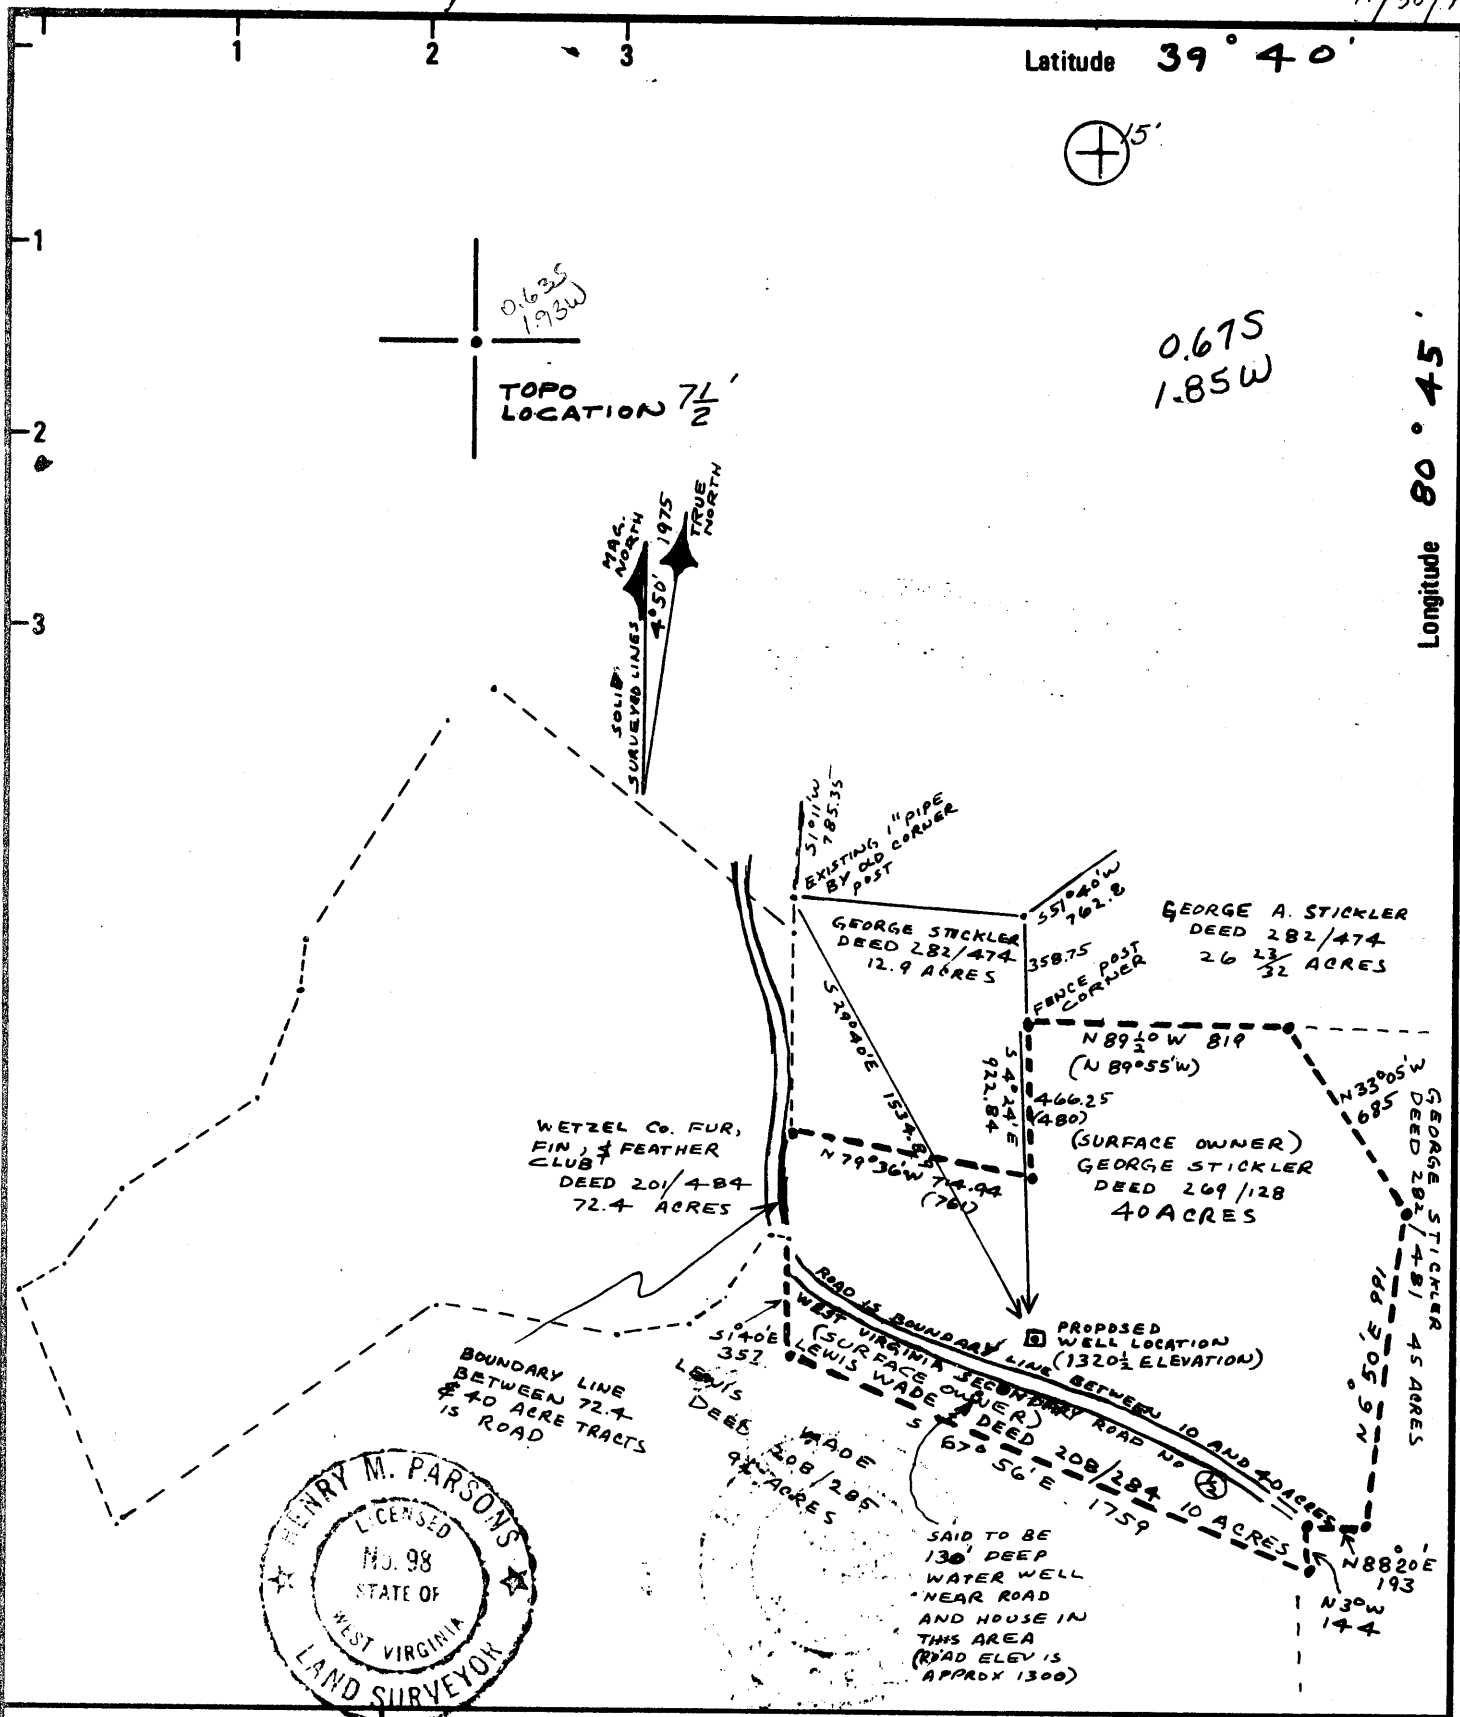 1 2 3
Latitude 39° 40'
15'
1
2
3
0.63S
1.93W
TOPO
LOCATION 7 1/2'
0.67S
1.85W
Longitude 80° 45'
MAG.
NORTH
4°50' 1975
TRUE
NORTH
SOLID
SURVEYED LINES
S1°11'W
785.35
EXISTING 1" PIPE
BY OLD CORNER
POST
S51°40'W
762.8
GEORGE STICKLER
DEED 282/474
12.9 ACRES
358.75
FENCE POST
CORNER
GEORGE A. STICKLER
DEED 282/474
26 23/32 ACRES
S 29°40'E
S 4°24'E
922.84
N 89 1/2° W 819
(N 89°55'W)
466.25
(480)
N33°05'W
685
GEORGE STICKLER
DEED 282/481 45 ACRES
WETZEL CO. FUR,
FIN, & FEATHER
CLUB
DEED 201/484
72.4 ACRES
N 79°36'W 714.94
(760)
(SURFACE OWNER)
GEORGE STICKLER
DEED 269/128
40 ACRES
N 6°50'E 991
PROPOSED
WELL LOCATION
(1320± ELEVATION)
ROAD IS BOUNDARY LINE BETWEEN 10 AND 40 ACRES
WEST VIRGINIA SECONDARY ROAD NO
(SURFACE OWNER)
LEWIS WADE DEED 208/284 10 ACRES
S 67° 56' E 1759
S1°40'E
357
BOUNDARY LINE
BETWEEN 72.4
& 40 ACRE TRACTS
IS ROAD
LEWIS WADE
DEED 208/285
ACRES
SAID TO BE
130' DEEP
WATER WELL
NEAR ROAD
AND HOUSE IN
THIS AREA
(ROAD ELEV IS
APPROX 1300)
N88°20'E
193
N3°W
144
HENRY M. PARSONS
LICENSED
No. 98
STATE OF
WEST VIRGINIA
LAND SURVEYOR